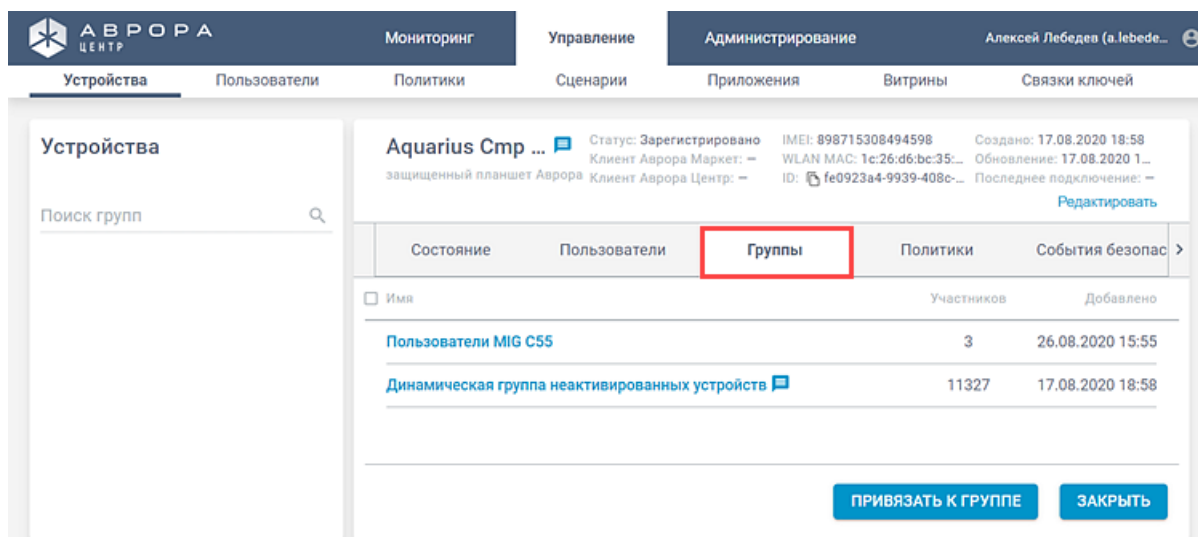 АВРОРА
ЦЕНТР
Мониторинг Управление Администрирование Алексей Лебедев (a.lebede...
Устройства Пользователи Политики Сценарии Приложения Витрины Связки ключей
Устройства
Поиск групп
Aquarius Cmp ...
защищенный планшет Аврора
Статус: Зарегистрировано
Клиент Аврора Маркет: —
Клиент Аврора Центр: —
IMEI: 898715308494598
WLAN MAC: 1c:26:d6:bc:35:...
ID: fe0923a4-9939-408c-...
Создано: 17.08.2020 18:58
Обновление: 17.08.2020 1...
Последнее подключение: —
Редактировать
Состояние Пользователи Группы Политики События безопас
Имя Участников Добавлено
Пользователи MIG C55 3 26.08.2020 15:55
Динамическая группа неактивированных устройств 11327 17.08.2020 18:58
ПРИВЯЗАТЬ К ГРУППЕ ЗАКРЫТЬ